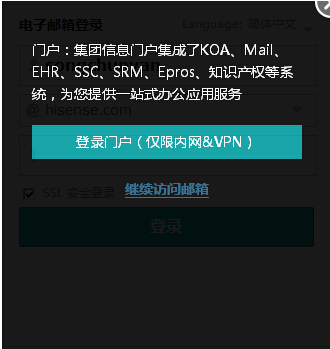 电子邮箱登录 Language: 简体中文
门户：集团信息门户集成了KOA、Mail、
EHR、SSC、SRM、Epros、知识产权等系
统，为您提供一站式办公应用服务
@ hisense.com
登录门户（仅限内网&VPN）
SSL 安全登录 继续访问邮箱
登录